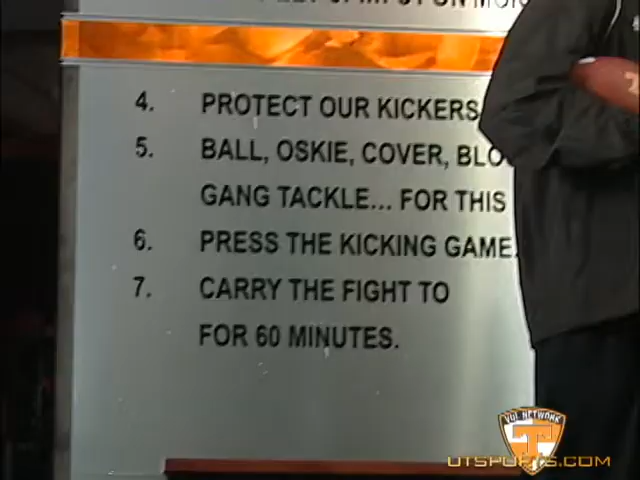 4. PROTECT OUR KICKERS
5. BALL, OSKIE, COVER, BLO
GANG TACKLE... FOR THIS
6. PRESS THE KICKING GAME.
7. CARRY THE FIGHT TO
FOR 60 MINUTES.
VOL NETWORK
T
UTSPORTS.COM